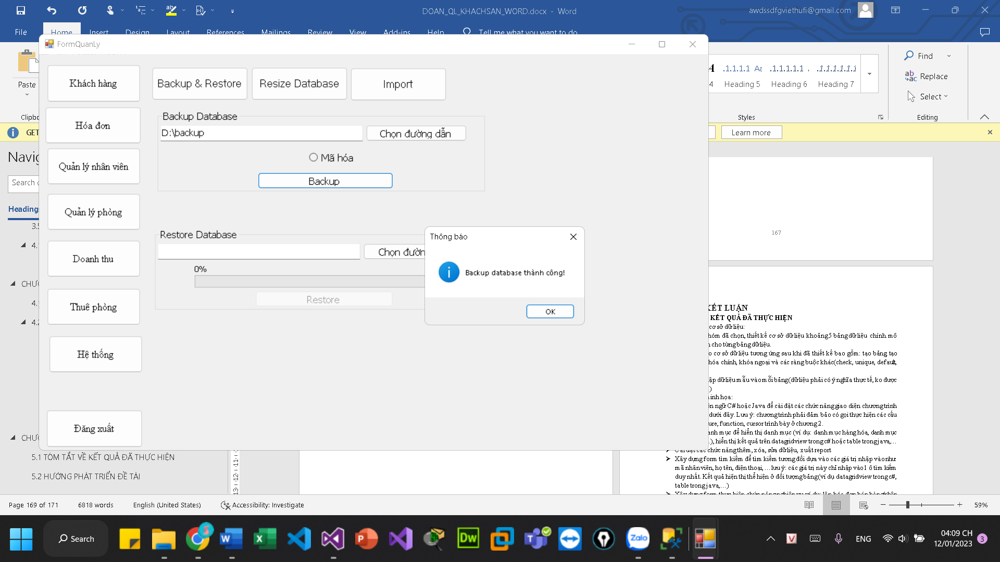 DOAN_QL_KHACHSAN_WORD.docx - Word
awdssdfgviethufi@gmail.com
File
Home
Insert
Design
Layout
References
Mailings
Review
View
Add-ins
Help
Tell me what you want to do
FormQuanLy
Paste
Find
Replace
Select
4
.1.1.1.1
.1.1.1.1.1
.1.1.1.1.1.1
Heading 5
Heading 6
Heading 7
Styles
Editing
GET
Learn more
Khách hàng
Hóa đơn
Quản lý nhân viên
Quản lý phòng
Doanh thu
Thuê phòng
Hệ thống
Đăng xuất
Backup & Restore
Resize Database
Import
Backup Database
D:\backup
Chọn đường dẫn
Mã hóa
Backup
Restore Database
0%
Restore
Thông báo
Backup database thành công!
OK
4.
4.
5.1 TÓM TẮT VỀ KẾT QUẢ ĐÃ THỰC HIỆN
5.2 HƯỚNG PHÁT TRIỂN ĐỀ TÀI
167
KẾT LUẬN
KẾT QUẢ ĐÃ THỰC HIỆN
cơ sở dữ liệu:
hóm đã chọn, thiết kế cơ sở dữ liệu khoảng 5 bảng dữ liệu chính. mô
cho từng bảng dữ liệu.
cơ sở dữ liệu tương ứng sau khi đã thiết kế bao gồm: tạo bảng, tạo
hóa chính, khóa ngoại và các ràng buộc khác(check, unique, default,
ập dữ liệu mẫu vào mỗi bảng(dữ liệu phải có ý nghĩa thực tế, ko được
)
inh họa:
ôn ngữ C# hoặc Java để cài đặt các chức năng giao diện chương trình
dưới đây. Lưu ý: chương trình phải đảm bảo có gọi thực hiện các cấu
ure, function, cursor trình bày ở chương 2.
anh mục để hiển thị danh mục (ví dụ: danh mục hàng hóa, danh mục
), hiển thị kết quả trên datagridview trong c# hoặc table trong java,…
Cài đặt các chức năng thêm, xóa, sửa dữ liệu, xuất report
Xây dựng form tìm kiếm để tìm kiếm tương đối dựa vào các giá trị nhập vào như
mã nhân viên, họ tên, điện thoại, …lưu ý: các giá trị này chỉ nhập vào 1 ô tìm kiếm
duy nhất. Kết quả hiện thị thể hiện ở đối tượng bảng(ví dụ datagridview trong c#,
table trong java,…)
Page 169 of 171
6818 words
English (United States)
Accessibility: Investigate
59%
Search
ENG
04:09 CH
12/01/2023
3